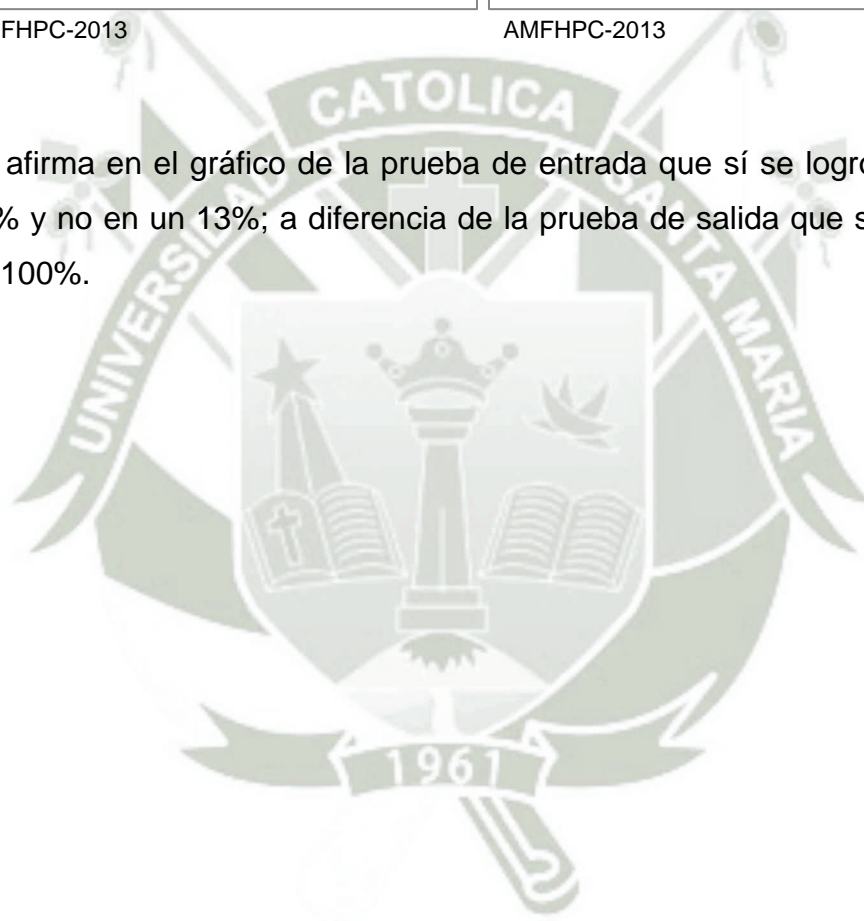 FHPC-2013 AMFHPC-2013
afirma en el gráfico de la prueba de entrada que sí se logró
% y no en un 13%; a diferencia de la prueba de salida que s
100%.
UNIVERSIDAD CATOLICA SANTA MARIA
1961